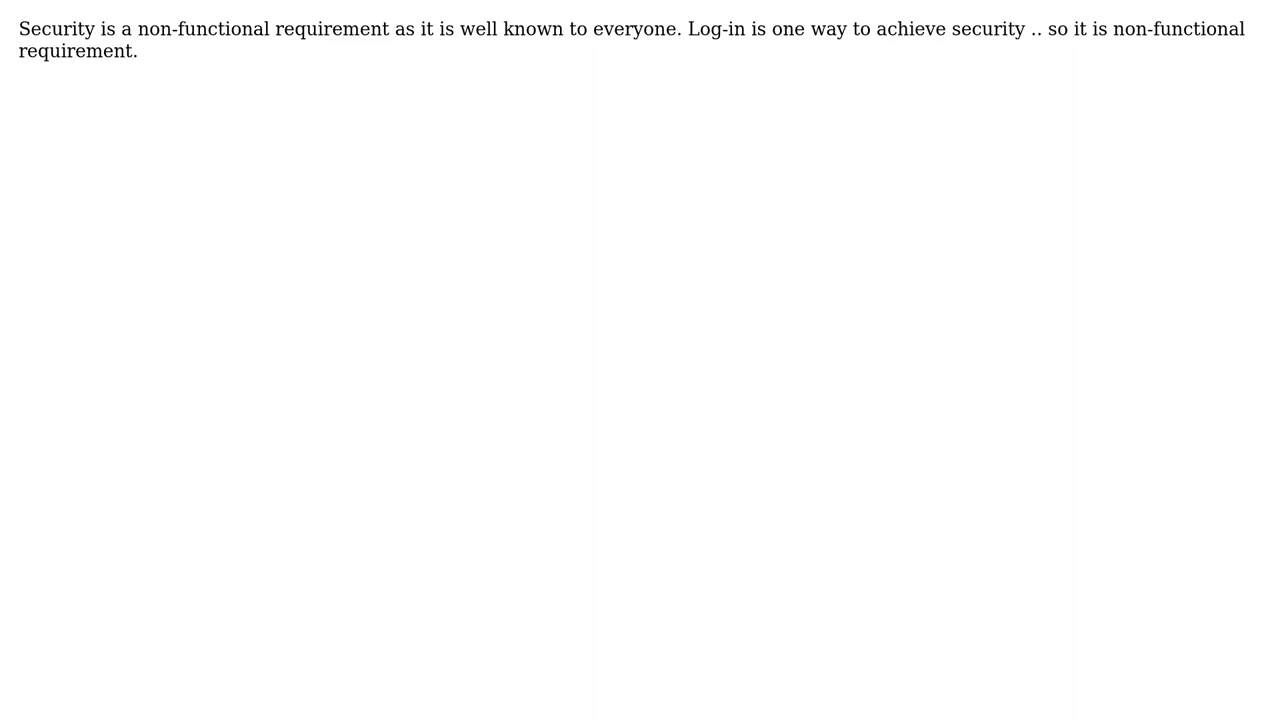 Security is a non-functional requirement as it is well known to everyone. Log-in is one way to achieve security .. so it is non-functional
requirement.